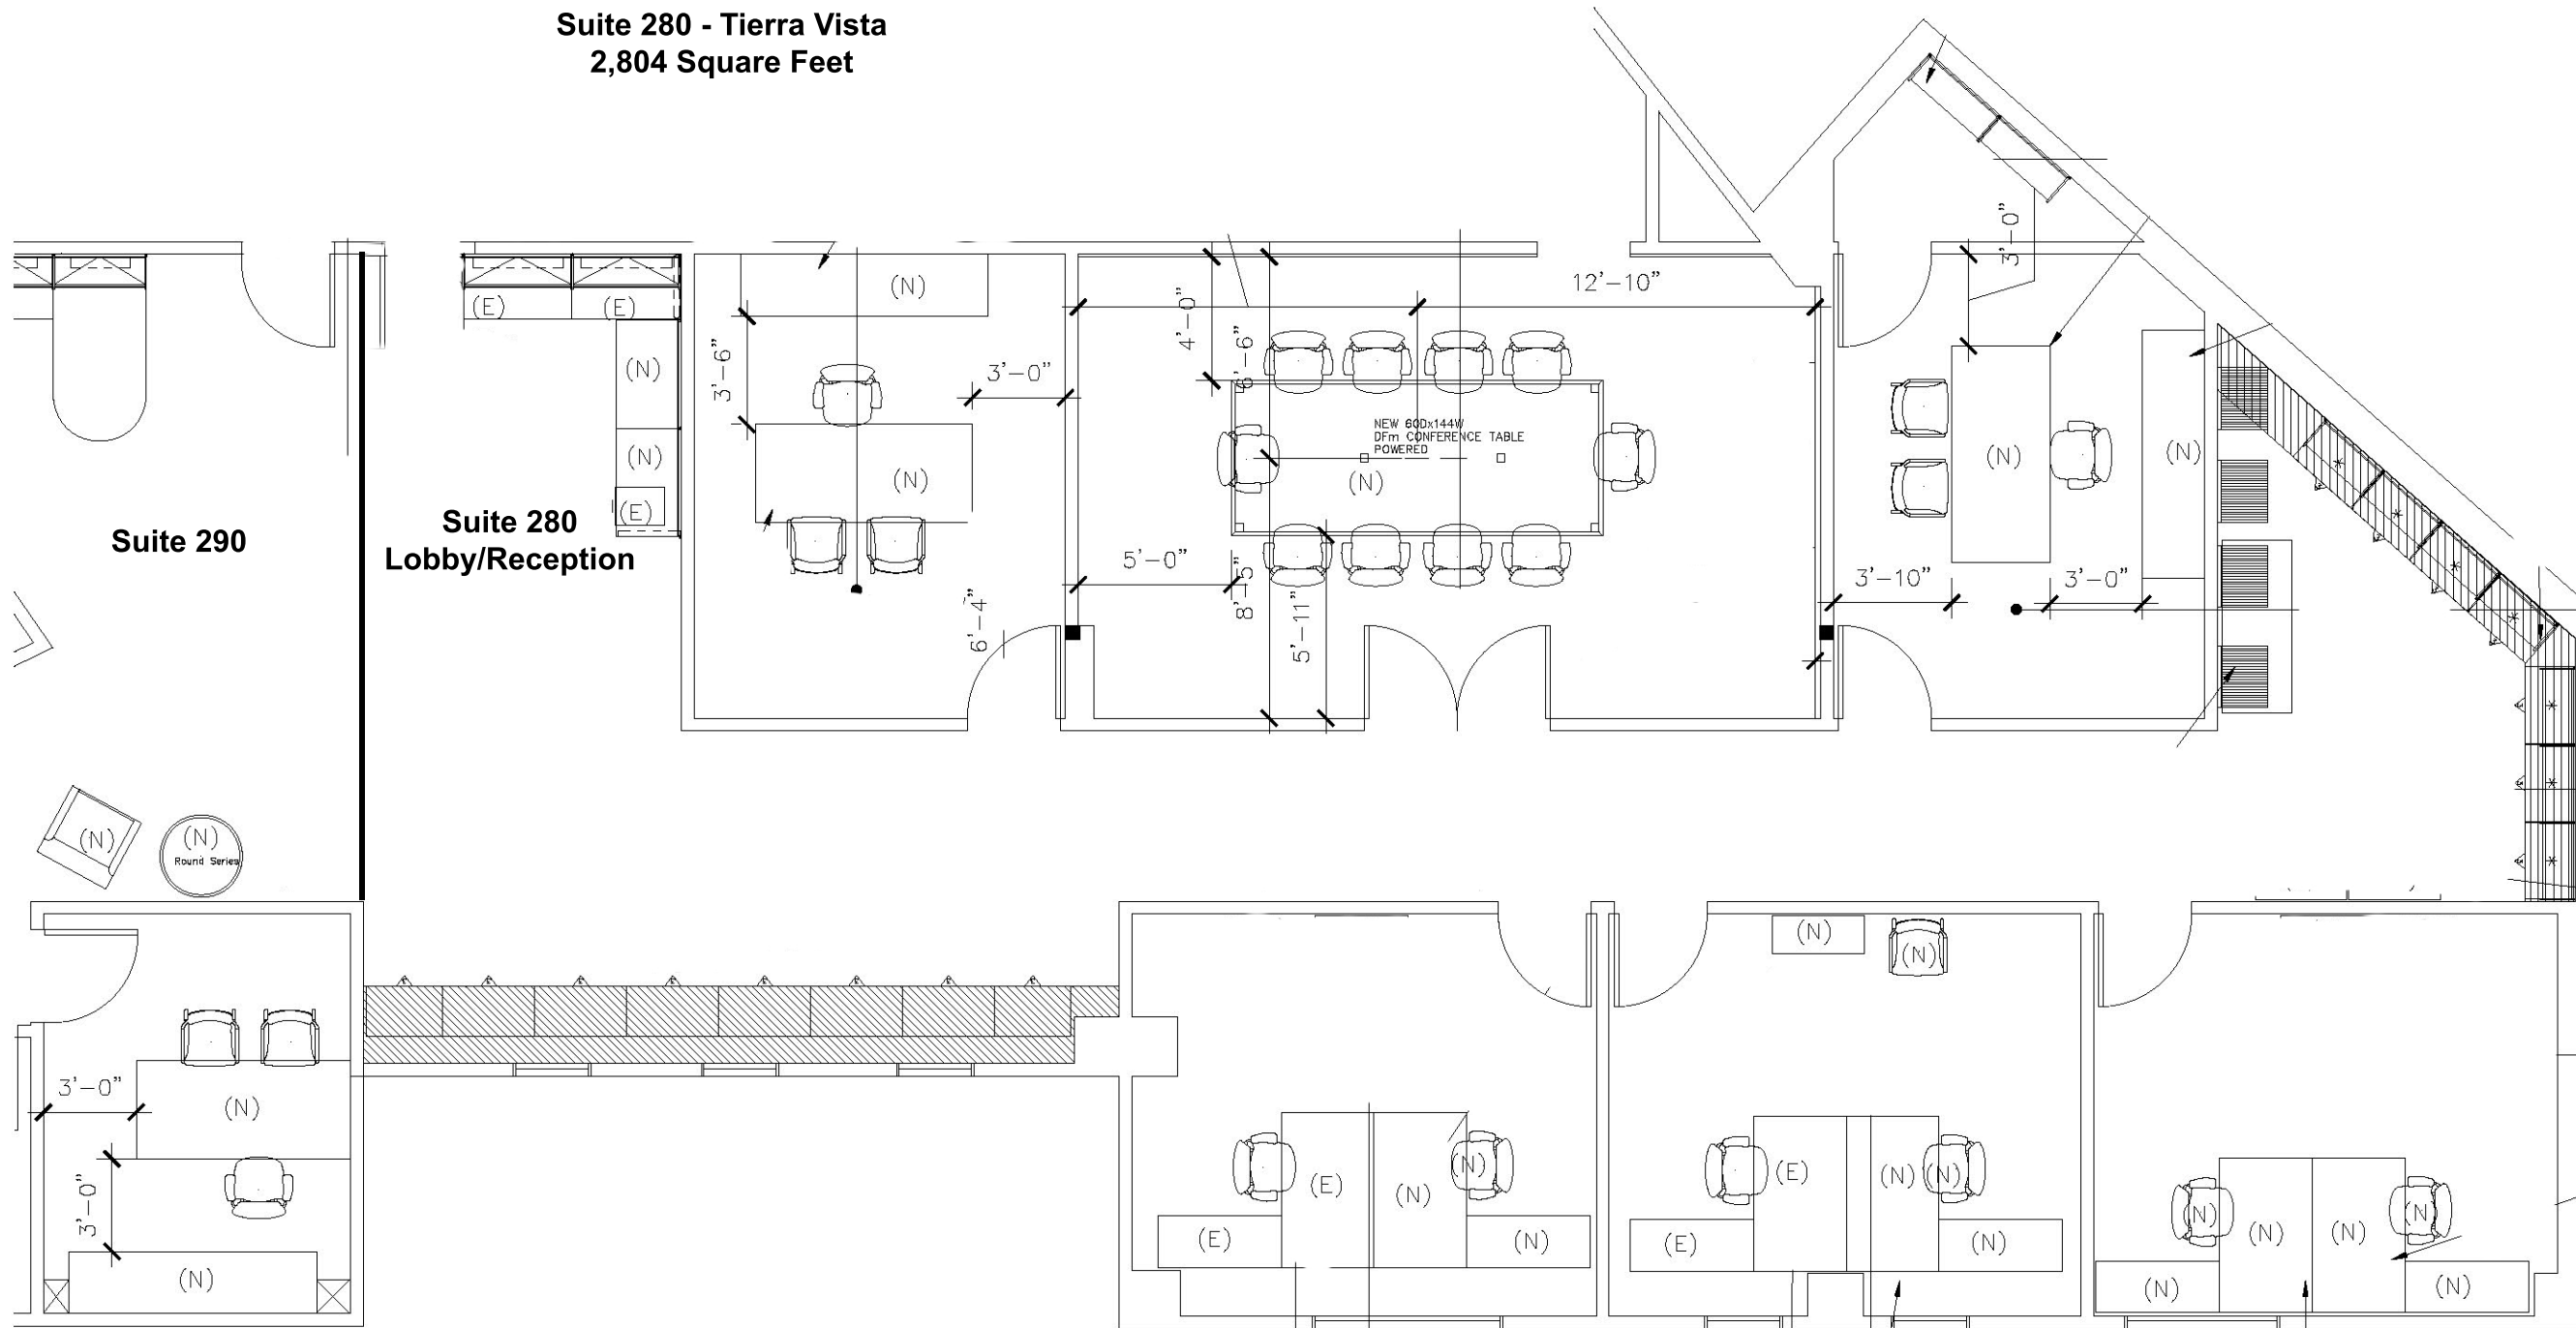 Suite 280 - Tierra Vista
2,804 Square Feet
3'-0"
12'-10"
(E)
(E)
(N)
4'-0"
6'-6"
3'-6"
(N)
3'-0"
NEW 60Dx144W
DFm CONFERENCE TABLE
POWERED
(N)
(N)
(N)
(N)
(N)
(N)
(E)
Suite 290
Suite 280
Lobby/Reception
5'-0"
8'-5"
3'-10"
3'-0"
6'-4"
5'-11"
(N)
(N)
Round Series
(N)
(N)
3'-0"
(N)
3'-0"
(N)
(E)
(N)
(N)
(E)
(N)
(E)
(N)
(N)
(E)
(N)
(N)
(N)
(N)
(N)
(N)
(N)